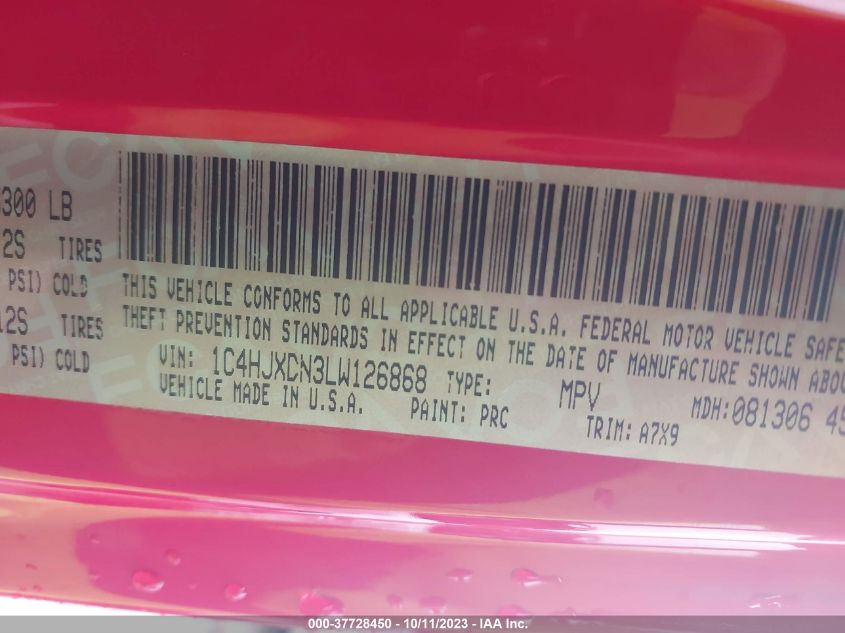 300 LB
2S TIRES
PSI) COLD
12S TIRES
PSI) COLD
THIS VEHICLE CONFORMS TO ALL APPLICABLE U.S.A. FEDERAL MOTOR VEHICLE SAFE
THEFT PREVENTION STANDARDS IN EFFECT ON THE DATE OF MANUFACTURE SHOWN ABO
VIN: 1C4HJXCN3LW126868 TYPE: MPV MDH:081306 45
VEHICLE MADE IN U.S.A. PAINT: PRC TRIM: A7X9
000-37728450 - 10/11/2023 - IAA Inc.